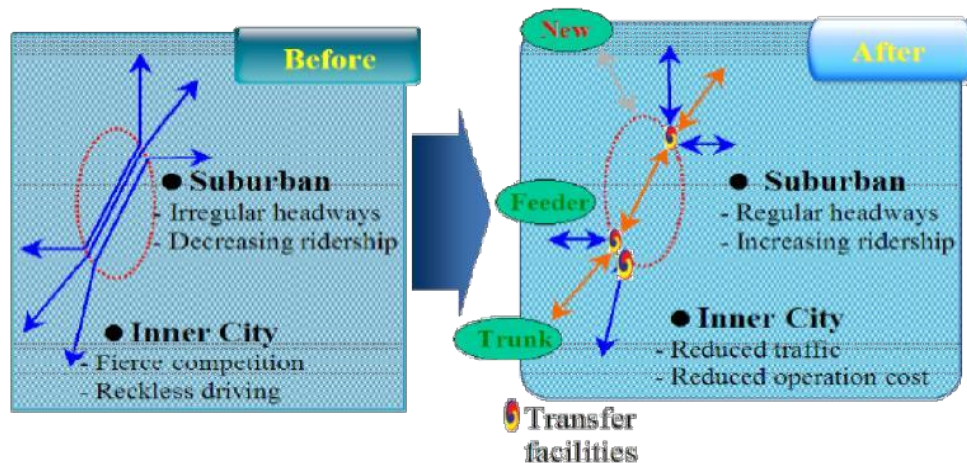 Before
● Suburban
- Irregular headways
- Decreasing ridership
● Inner City
- Fierce competition
- Reckless driving
New
After
Feeder
● Suburban
- Regular headways
- Increasing ridership
Trunk
● Inner City
- Reduced traffic
- Reduced operation cost
Transfer
facilities